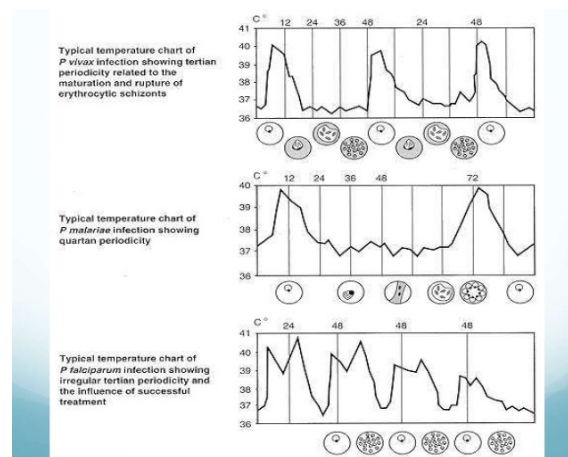 C°
12 24 36 48 24 48
41
40
39
38
37
36
Typical temperature chart of
P vivax infection showing tertian
periodicity related to the
maturation and rupture of
erythrocytic schizonts
C°
12 24 36 48 72
40
39
38
37
36
Typical temperature chart of
P malariae infection showing
quartan periodicity
C°
24 48 48 48
41
40
39
38
37
36
Typical temperature chart of
P falciparum infection showing
irregular tertian periodicity and
the influence of successful
treatment